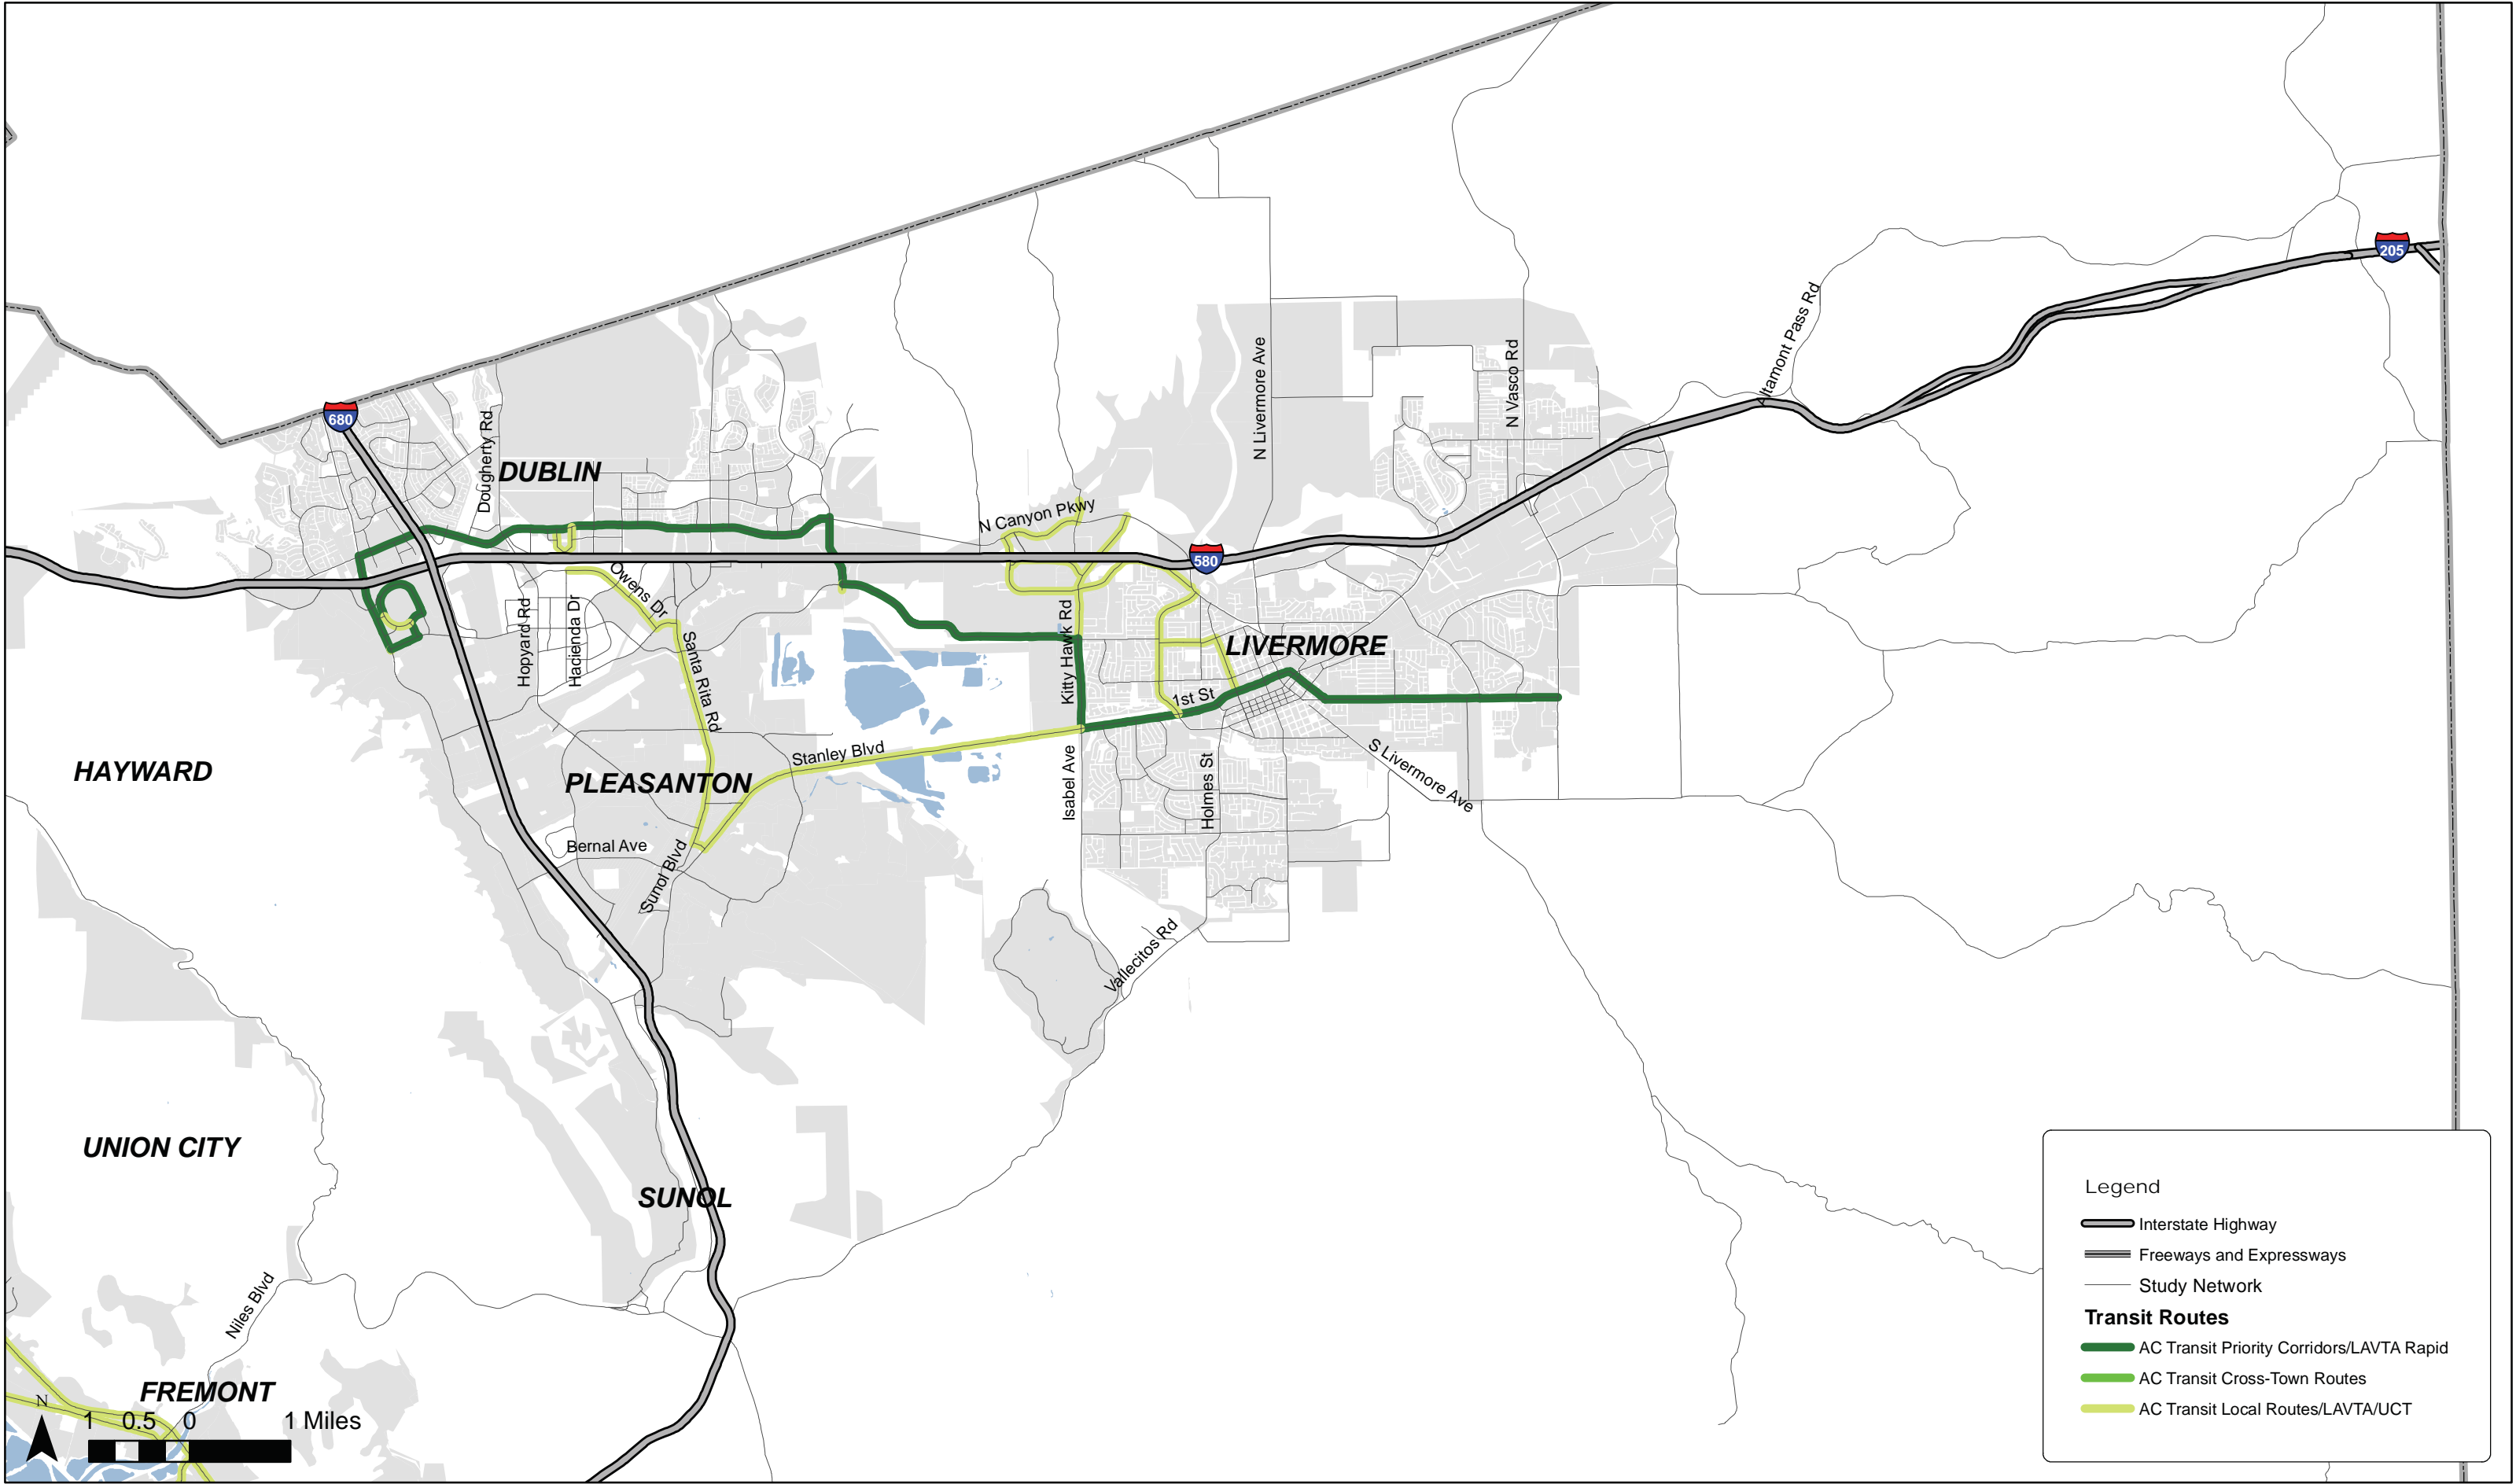 205
Altamont Pass Rd
N Livermore Ave
N Vasco Rd
680
Dougherty Rd
DUBLIN
N Canyon Pkwy
580
Owens Dr
Hopyard Rd
Hacienda Dr
Santa Rita Rd
Kitty Hawk Rd
LIVERMORE
1st St
HAYWARD
PLEASANTON
Stanley Blvd
Isabel Ave
Holmes St
S Livermore Ave
Bernal Ave
Sunol Blvd
Vallecitos Rd
UNION CITY
SUNOL
Niles Blvd
FREMONT
N
1 0.5 0 1 Miles
Legend
Interstate Highway
Freeways and Expressways
Study Network
Transit Routes
AC Transit Priority Corridors/LAVTA Rapid
AC Transit Cross-Town Routes
AC Transit Local Routes/LAVTA/UCT